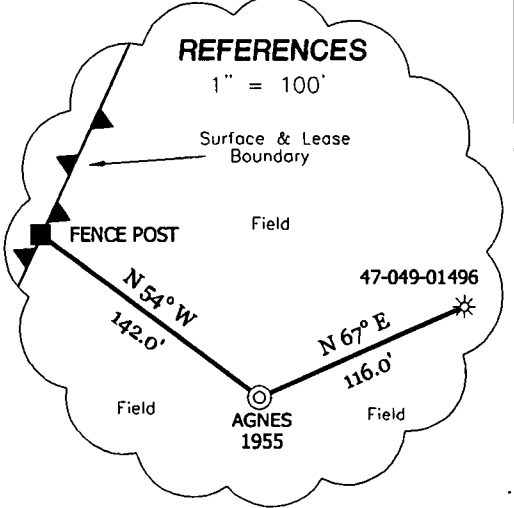 REFERENCES
1" = 100'
Surface & Lease
Boundary
Field
FENCE POST
47-049-01496
N 54° W
142.0'
N 67° E
116.0'
Field
AGNES
1955
Field